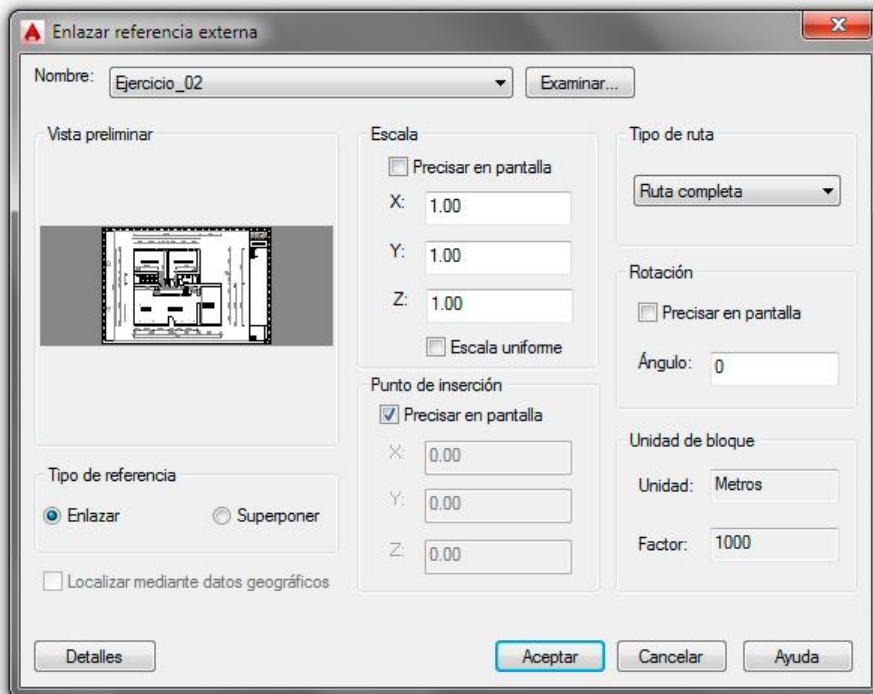 Enlazar referencia externa
Nombre: Ejercicio_02 Examinar...
Vista preliminar
Tipo de referencia
Enlazar Superponer
Localizar mediante datos geográficos
Escala
Precisar en pantalla
X: 1.00
Y: 1.00
Z: 1.00
Escala uniforme
Punto de inserción
Precisar en pantalla
X: 0.00
Y: 0.00
Z: 0.00
Tipo de ruta
Ruta completa
Rotación
Precisar en pantalla
Ángulo: 0
Unidad de bloque
Unidad: Metros
Factor: 1000
Detalles Aceptar Cancelar Ayuda